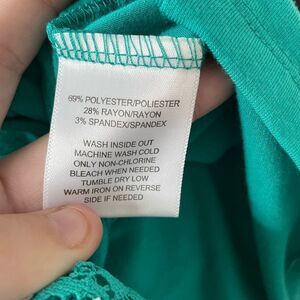 69% POLYESTER/POLIESTER
28% RAYON/RAYON
3% SPANDEX/SPANDEX
WASH INSIDE OUT
MACHINE WASH COLD
ONLY NON-CHLORINE
BLEACH WHEN NEEDED
TUMBLE DRY LOW
WARM IRON ON REVERSE
SIDE IF NEEDED